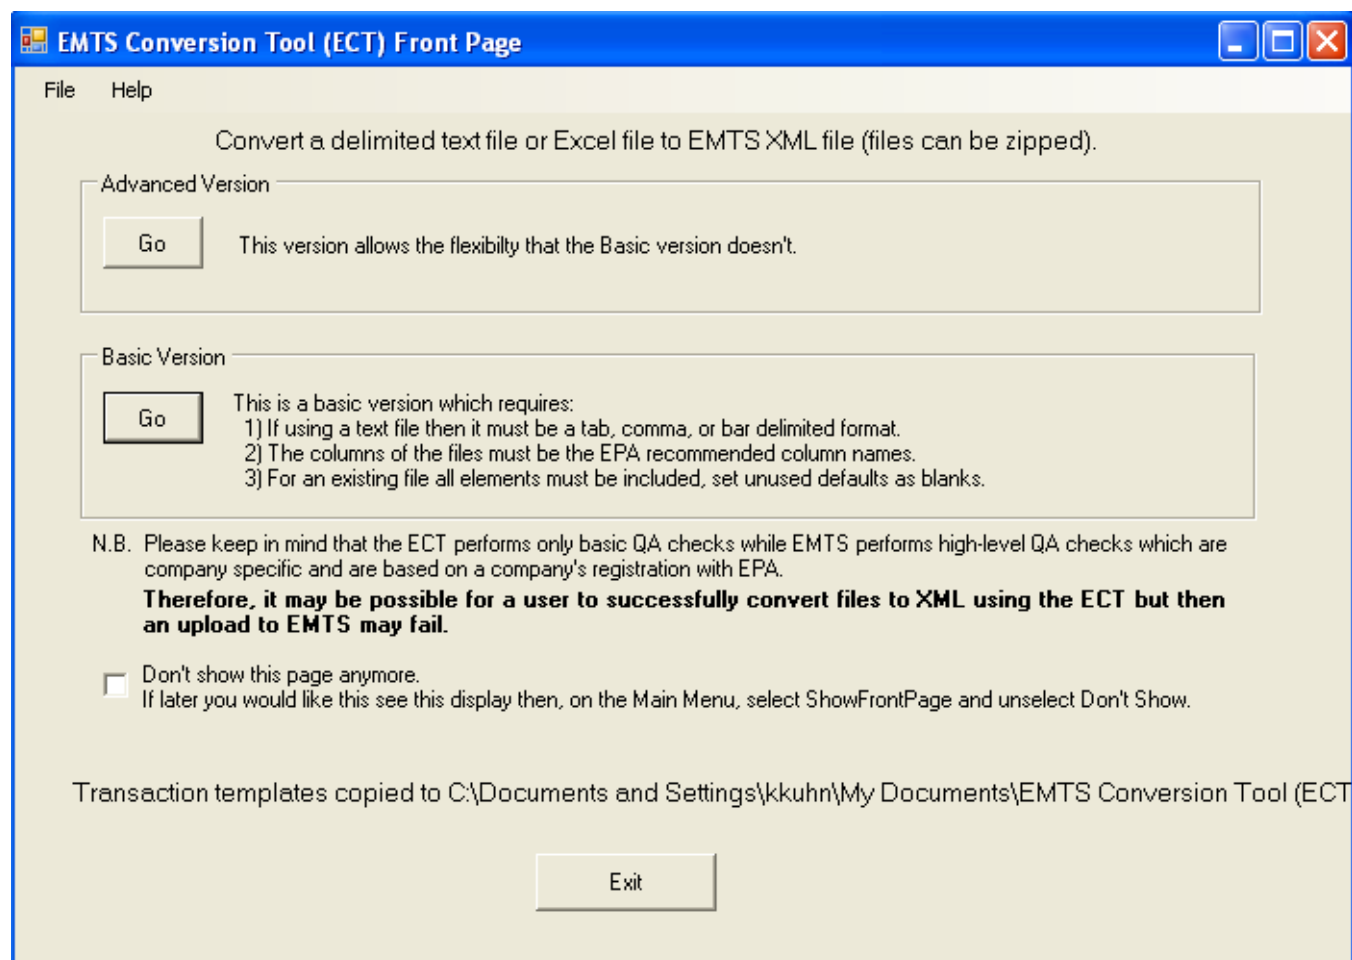 EMTS Conversion Tool (ECT) Front Page
File Help
Convert a delimited text file or Excel file to EMTS XML file (files can be zipped).
Advanced Version
Go
This version allows the flexibilty that the Basic version doesn't.
Basic Version
Go
This is a basic version which requires:
1) If using a text file then it must be a tab, comma, or bar delimited format.
2) The columns of the files must be the EPA recommended column names.
3) For an existing file all elements must be included, set unused defaults as blanks.
N.B. Please keep in mind that the ECT performs only basic QA checks while EMTS performs high-level QA checks which are
company specific and are based on a company's registration with EPA.
Therefore, it may be possible for a user to successfully convert files to XML using the ECT but then
an upload to EMTS may fail.
Don't show this page anymore.
If later you would like this see this display then, on the Main Menu, select ShowFrontPage and unselect Don't Show.
Transaction templates copied to C:\Documents and Settings\kkuhn\My Documents\EMTS Conversion Tool (ECT
Exit